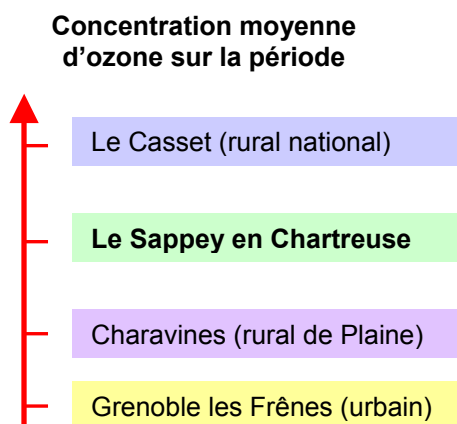 Concentration moyenne
d'ozone sur la période
Le Casset (rural national)
Le Sappey en Chartreuse
Charavines (rural de Plaine)
Grenoble les Frênes (urbain)